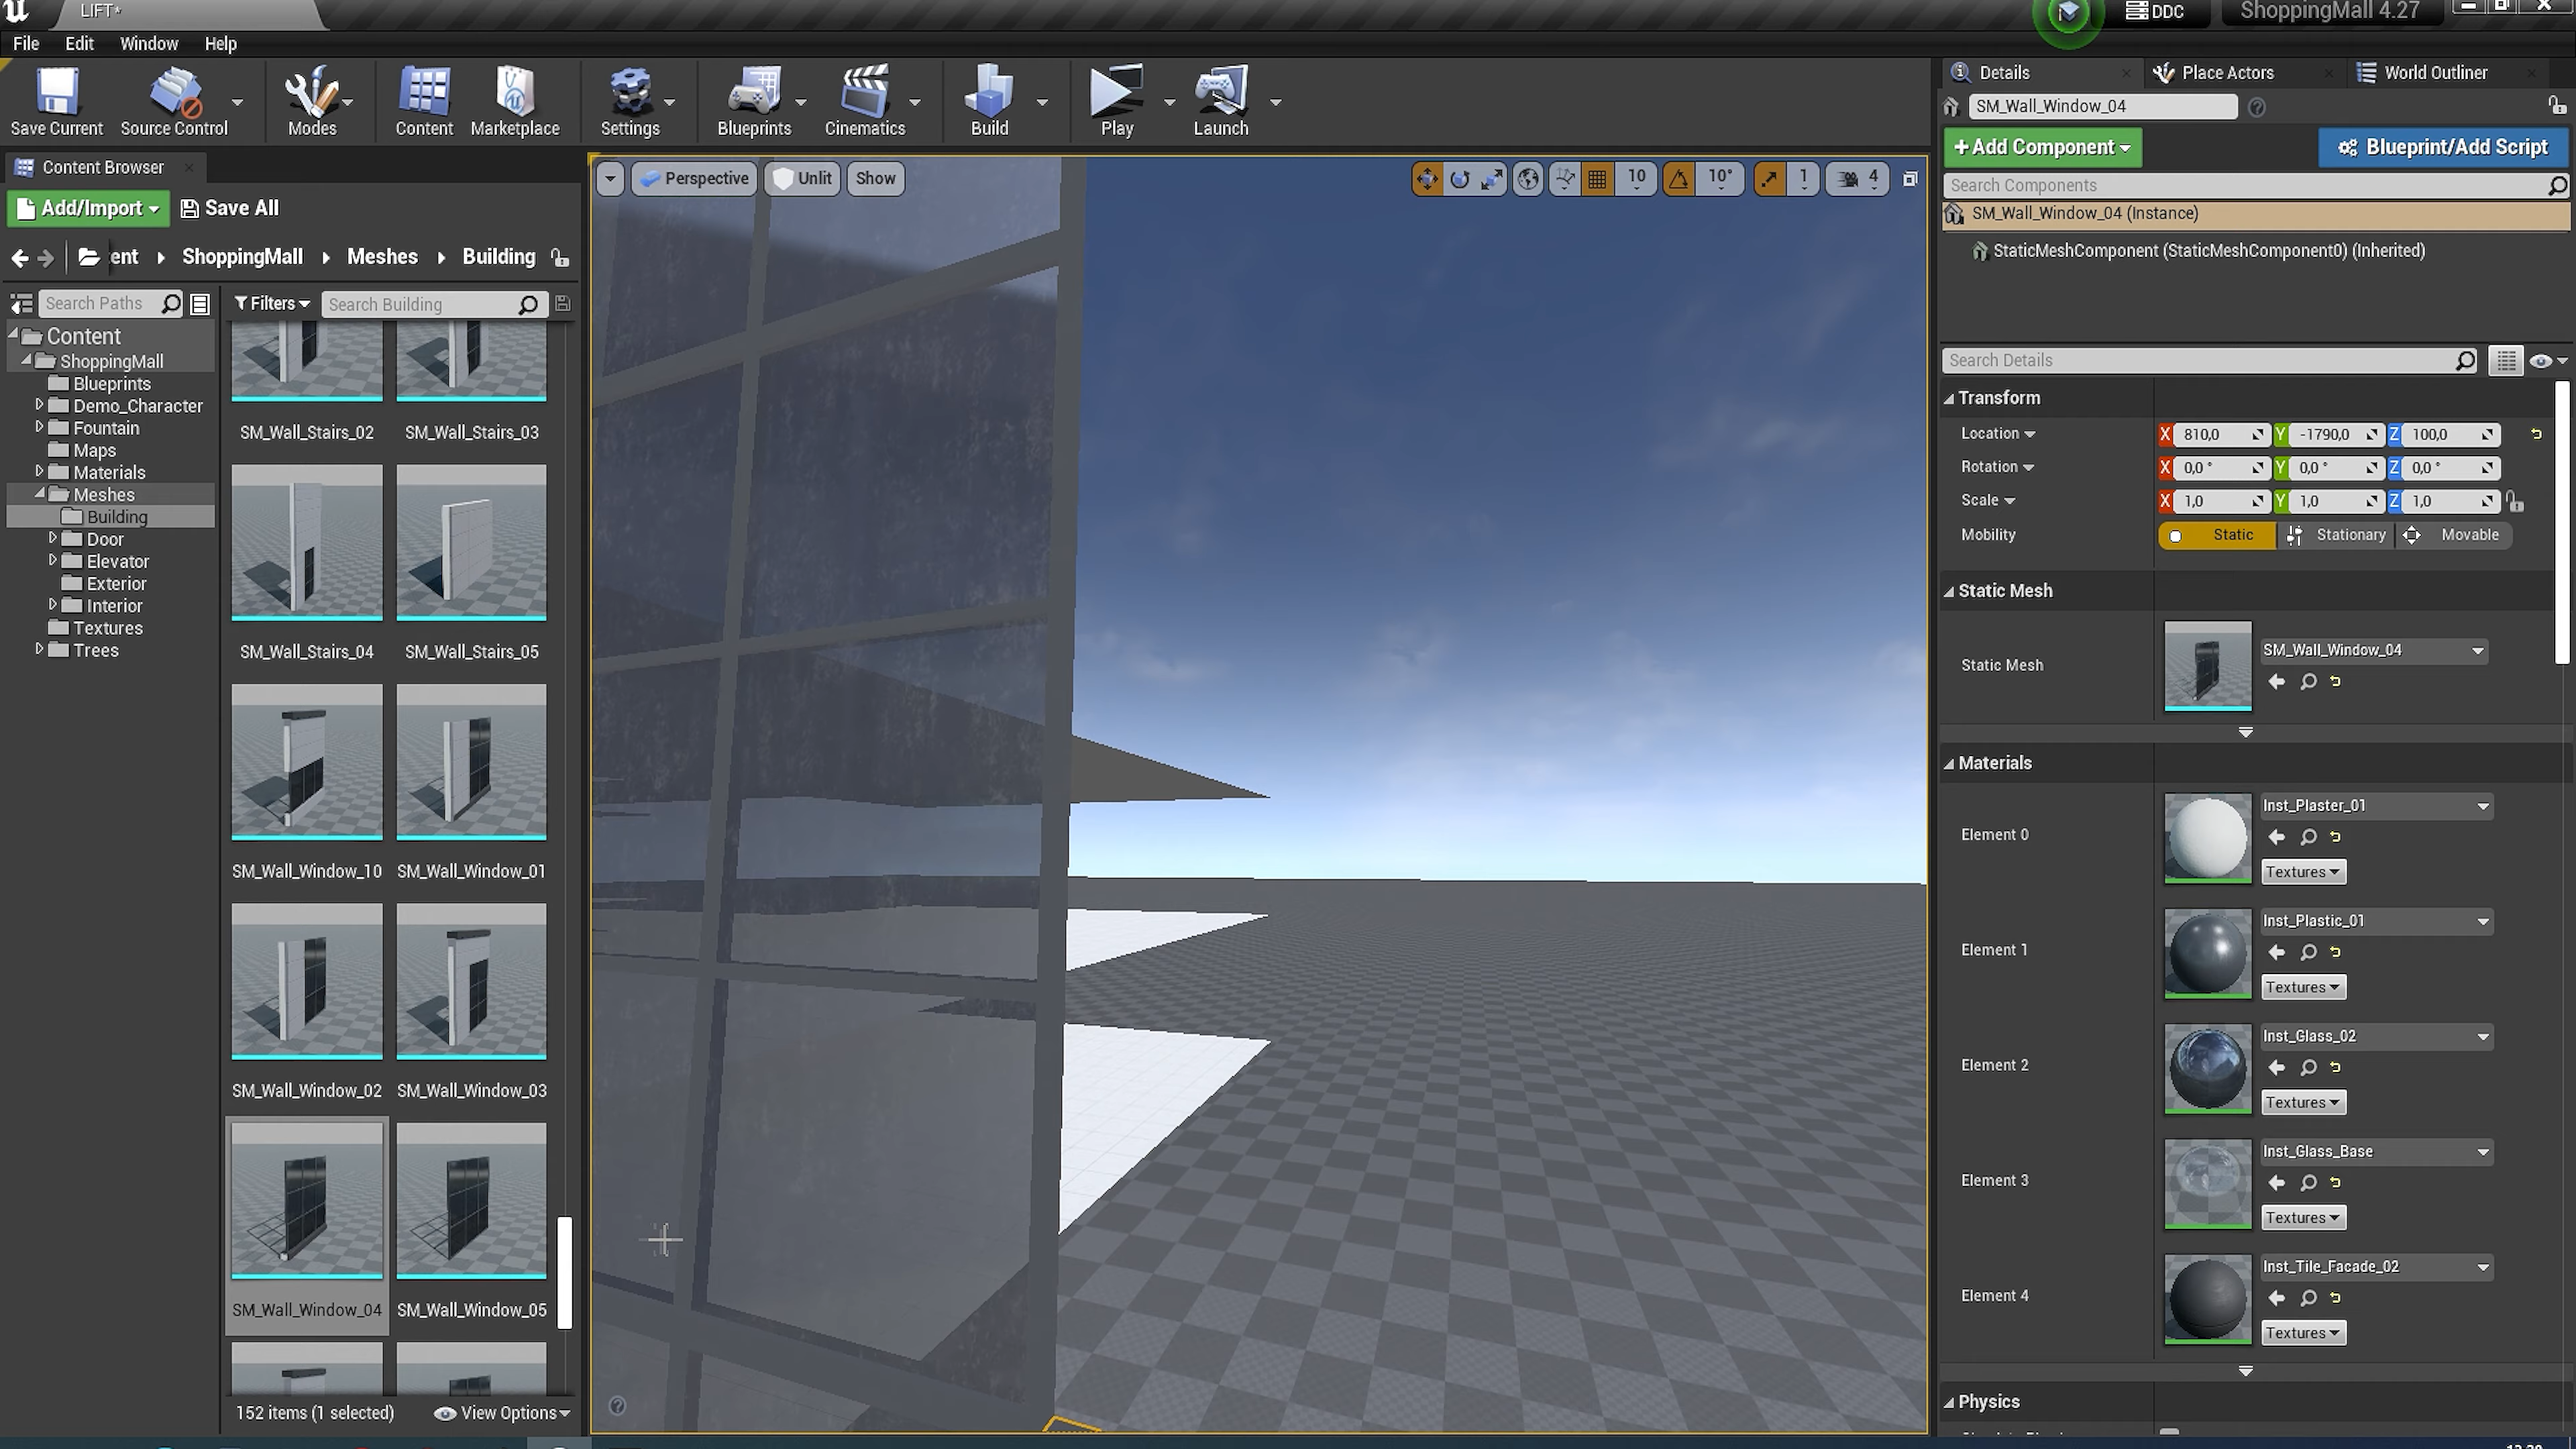 LIFT*
DDC
ShoppingMall 4.27
File Edit Window Help
Save Current
Source Control
Modes
Content
Marketplace
Settings
Blueprints
Cinematics
Build
Play
Launch
Content Browser
Add/Import
Save All
ent ShoppingMall Meshes Building
Search Paths
Filters
Search Building
Content
ShoppingMall
Blueprints
Demo_Character
Fountain
Maps
Materials
Meshes
Building
Door
Elevator
Exterior
Interior
Textures
Trees
SM_Wall_Stairs_02 SM_Wall_Stairs_03
SM_Wall_Stairs_04 SM_Wall_Stairs_05
SM_Wall_Window_10 SM_Wall_Window_01
SM_Wall_Window_02 SM_Wall_Window_03
SM_Wall_Window_04 SM_Wall_Window_05
152 items (1 selected)
View Options
Perspective Unlit Show
10 10° 1 4
Details Place Actors World Outliner
SM_Wall_Window_04
+ Add Component
Blueprint/Add Script
Search Components
SM_Wall_Window_04 (Instance)
StaticMeshComponent (StaticMeshComponent0) (Inherited)
Search Details
Transform
Location X 810,0 Y -1790,0 Z 100,0
Rotation X 0,0 ° Y 0,0 ° Z 0,0 °
Scale X 1,0 Y 1,0 Z 1,0
Mobility Static Stationary Movable
Static Mesh
Static Mesh SM_Wall_Window_04
Materials
Element 0 Inst_Plaster_01
Textures
Element 1 Inst_Plastic_01
Textures
Element 2 Inst_Glass_02
Textures
Element 3 Inst_Glass_Base
Textures
Element 4 Inst_Tile_Facade_02
Textures
Physics